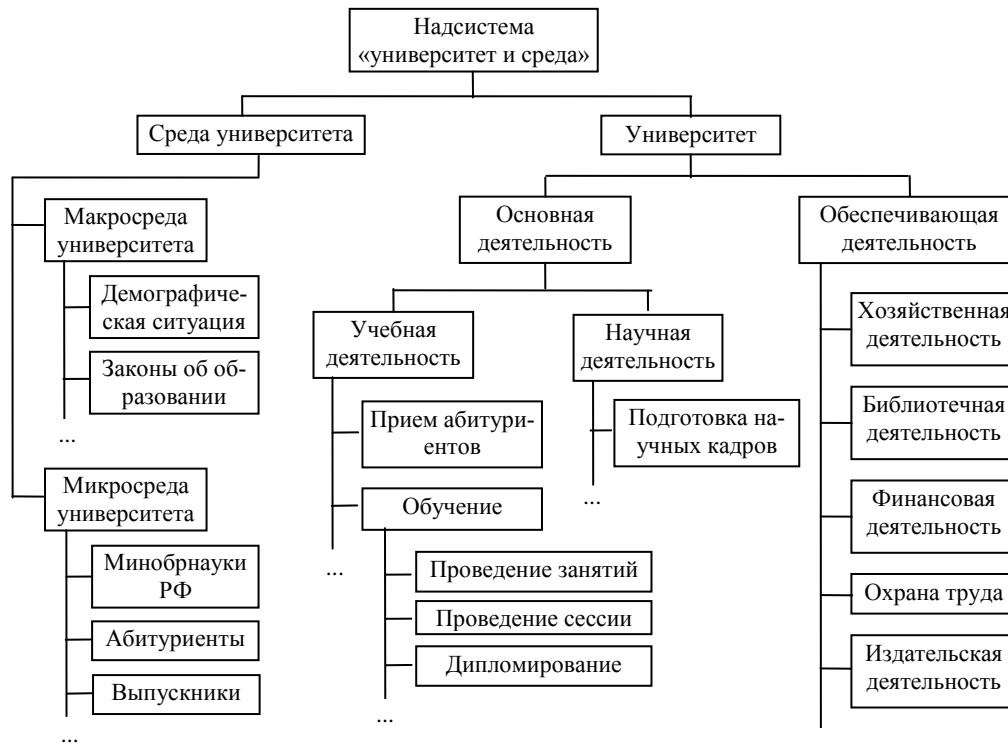 Надсистема
«университет и среда»
Среда университета
Университет
Макросреда
университета
Демографиче-
ская ситуация
Законы об об-
разовании
...
Микросреда
университета
Минобрнауки
РФ
Абитуриенты
Выпускники
...
Основная
деятельность
Учебная
деятельность
Прием абитури-
ентов
Обучение
...
Проведение занятий
Проведение сессии
Дипломирование
...
Научная
деятельность
Подготовка на-
учных кадров
...
Обеспечивающая
деятельность
Хозяйственная
деятельность
Библиотечная
деятельность
Финансовая
деятельность
Охрана труда
Издательская
деятельность